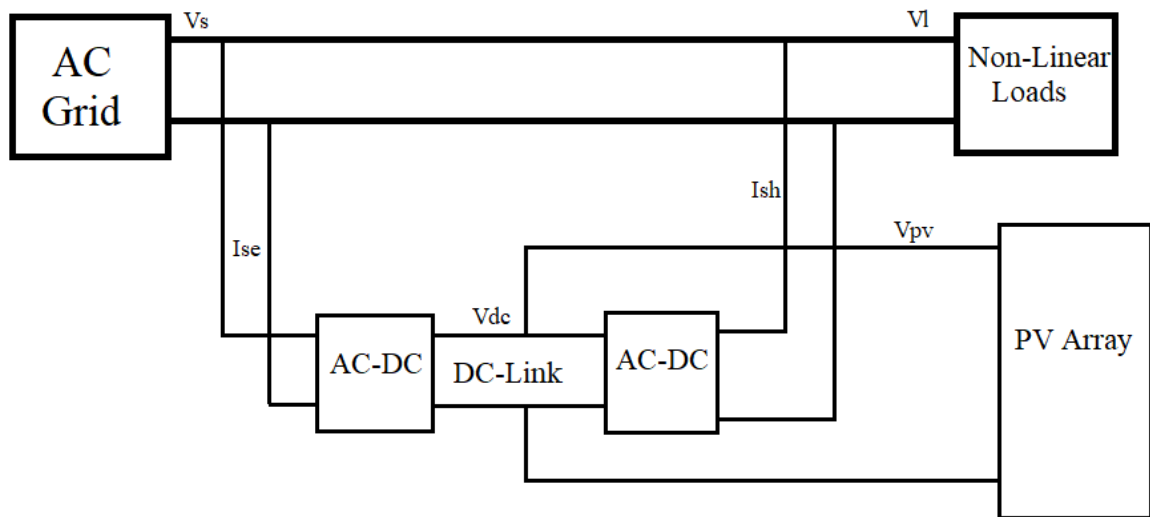 Vs
Vl
AC
Grid
Non-Linear
Loads
Ish
Ise
Vpv
Vdc
AC-DC
DC-Link
AC-DC
PV Array